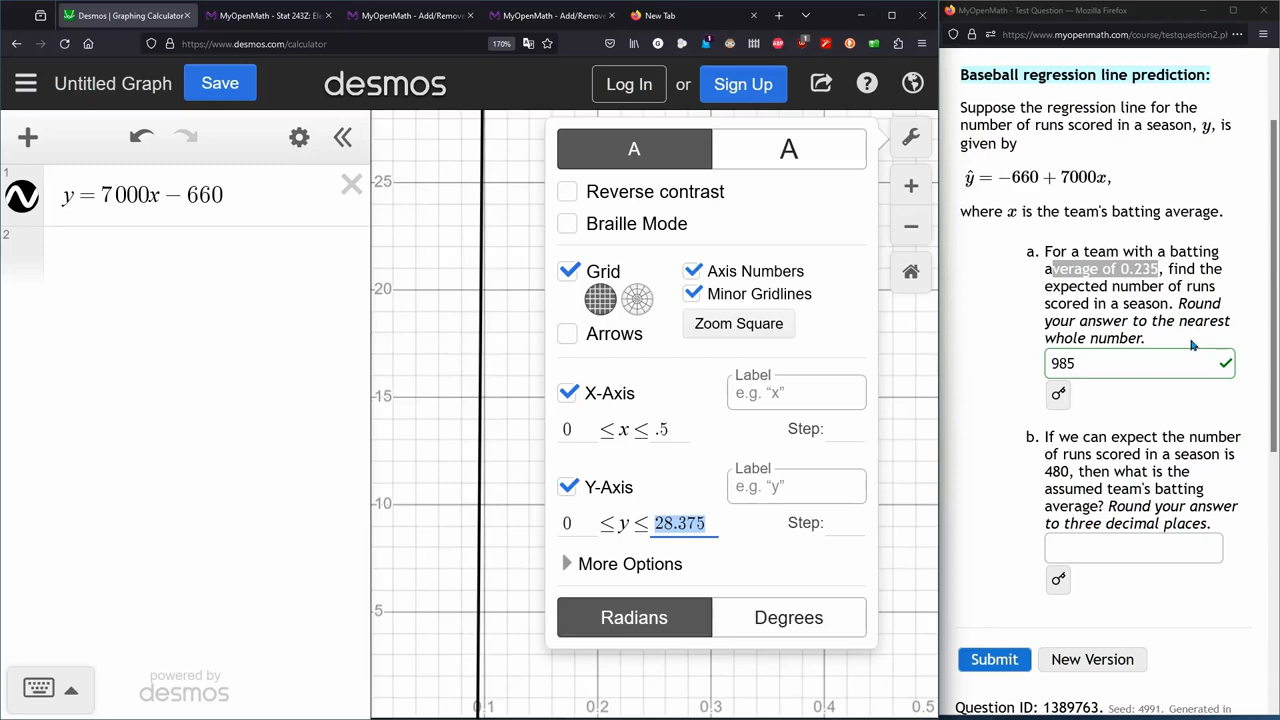 Desmos | Graphing Calculator
MyOpenMath - Stat 2473: Ele
MyOpenMath - Add/Remove
MyOpenMath - Add/Remove
New Tab
https://www.desmos.com/calculator
170%
Untitled Graph
Save
desmos
Log In
or
Sign Up
1
y = 7000x − 660
2
powered by
desmos
25
20
15
10
5
0.1
0.2
0.3
0.4
0.5
A
A
Reverse contrast
Braille Mode
Grid
Axis Numbers
Minor Gridlines
Arrows
Zoom Square
X-Axis
Label
e.g. “x”
0 ≤ x ≤ .5
Step:
Y-Axis
Label
e.g. “y”
0 ≤ y ≤ 28.375
Step:
More Options
Radians
Degrees
MyOpenMath - Test Question — Mozilla Firefox
https://www.myopenmath.com/course/testquestion2.pl
Baseball regression line prediction:
Suppose the regression line for the
number of runs scored in a season, y, is
given by
ŷ = −660 + 7000x,
where x is the team's batting average.
a. For a team with a batting
average of 0.235, find the
expected number of runs
scored in a season. Round
your answer to the nearest
whole number.
985
b. If we can expect the number
of runs scored in a season is
480, then what is the
assumed team's batting
average? Round your answer
to three decimal places.
Submit
New Version
Question ID: 1389763. Seed: 4991. Generated in